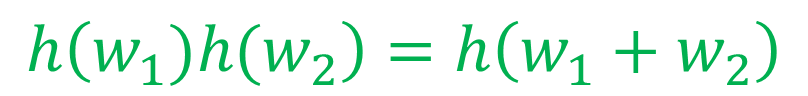 ℎ(𝑤₁)ℎ(𝑤₂) = ℎ(𝑤₁ + 𝑤₂)